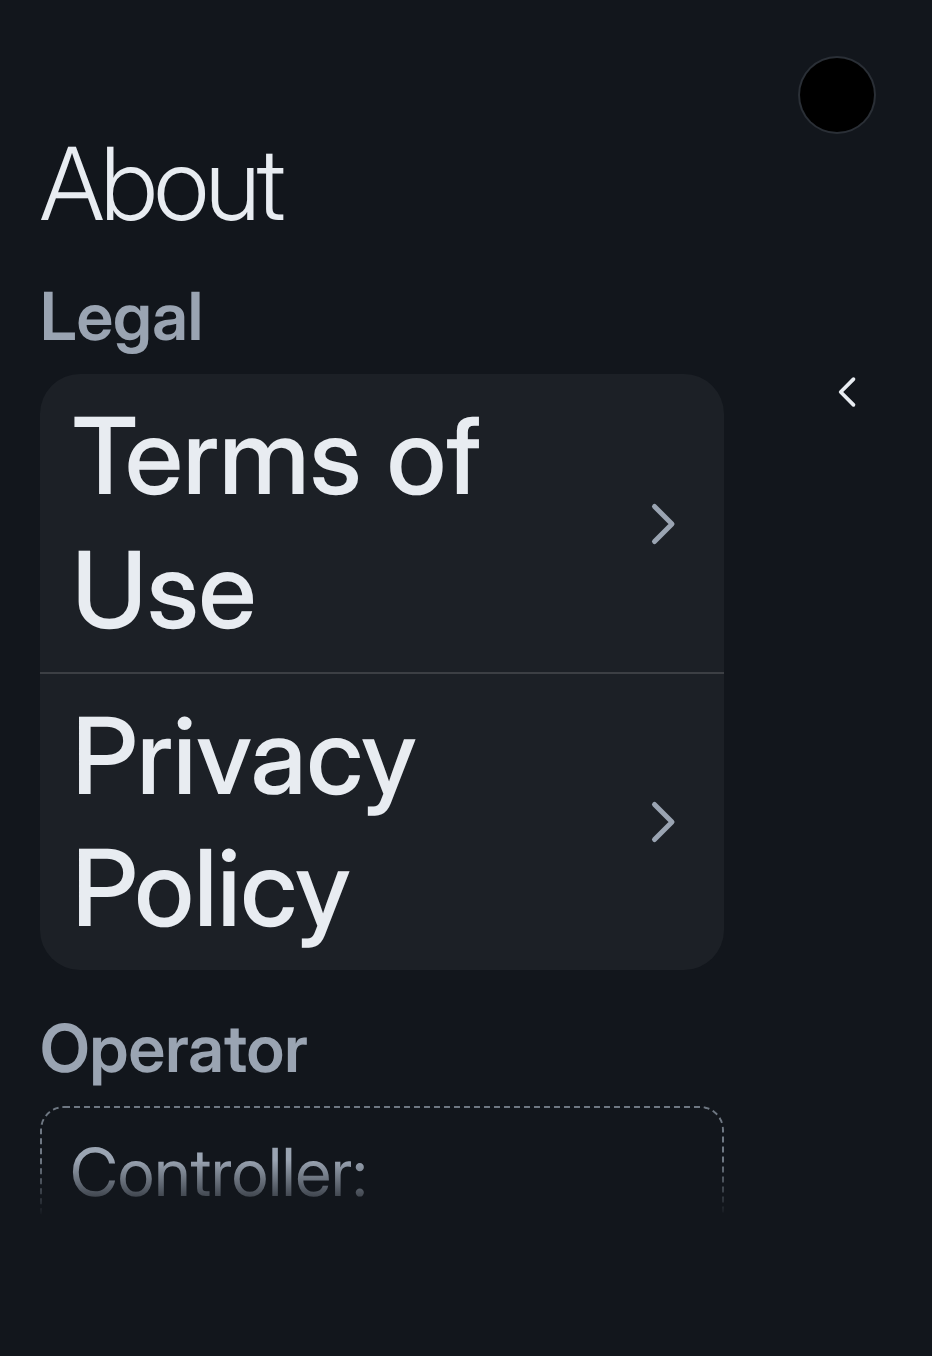 About
Legal
Terms of
Use
Privacy
Policy
Operator
Controller: